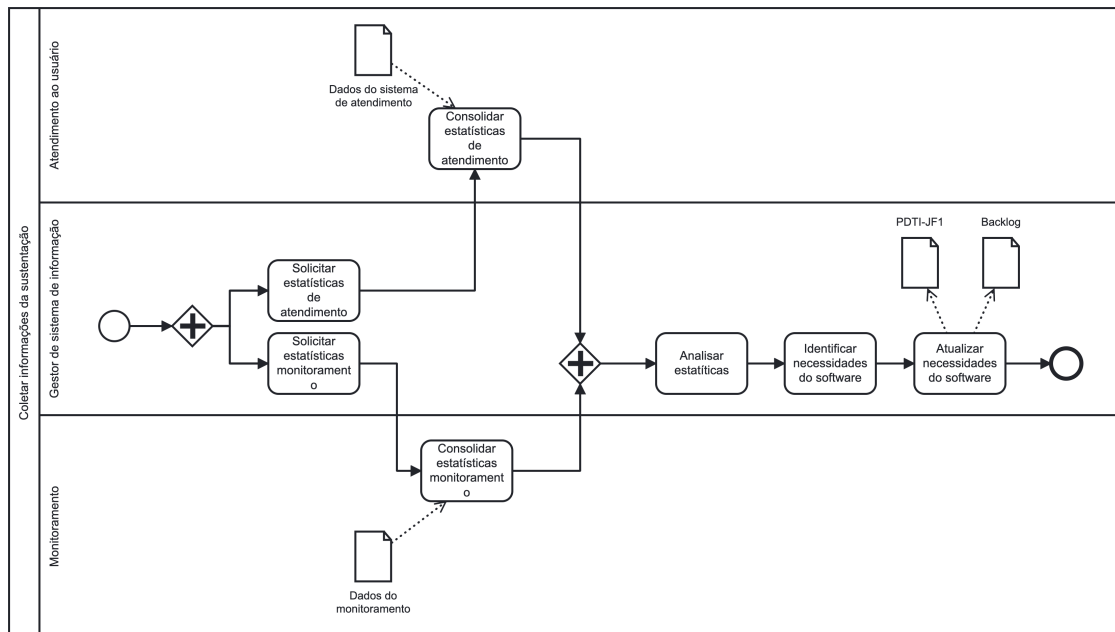 Coletar informações da sustentação
Atendimento ao usuário
Dados do sistema
de atendimento
Consolidar
estatísticas
de
atendimento
Gestor de sistema de informação
Solicitar
estatísticas
de
atendimento
Solicitar
estatísticas
monitorament
o
Analisar
estatíticas
Identificar
necessidades
do software
Atualizar
necessidades
do software
PDTI-JF1
Backlog
Monitoramento
Consolidar
estatísticas
monitorament
o
Dados do
monitoramento